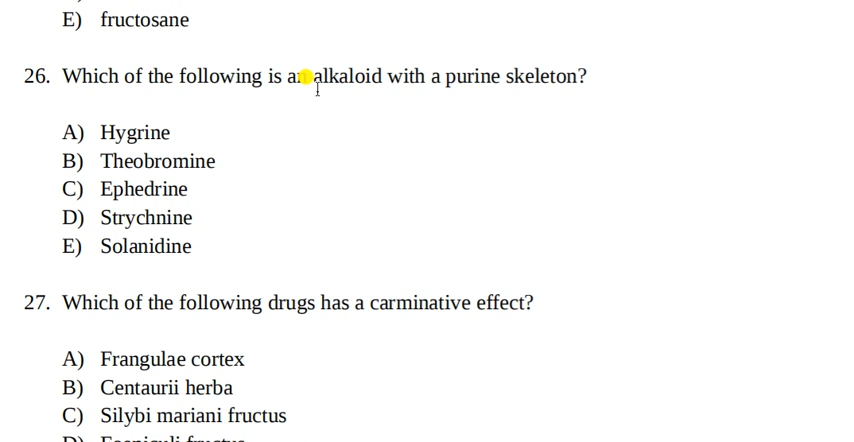 E) fructosane
26. Which of the following is an alkaloid with a purine skeleton?
A) Hygrine
B) Theobromine
C) Ephedrine
D) Strychnine
E) Solanidine
27. Which of the following drugs has a carminative effect?
A) Frangulae cortex
B) Centaurii herba
C) Silybi mariani fructus